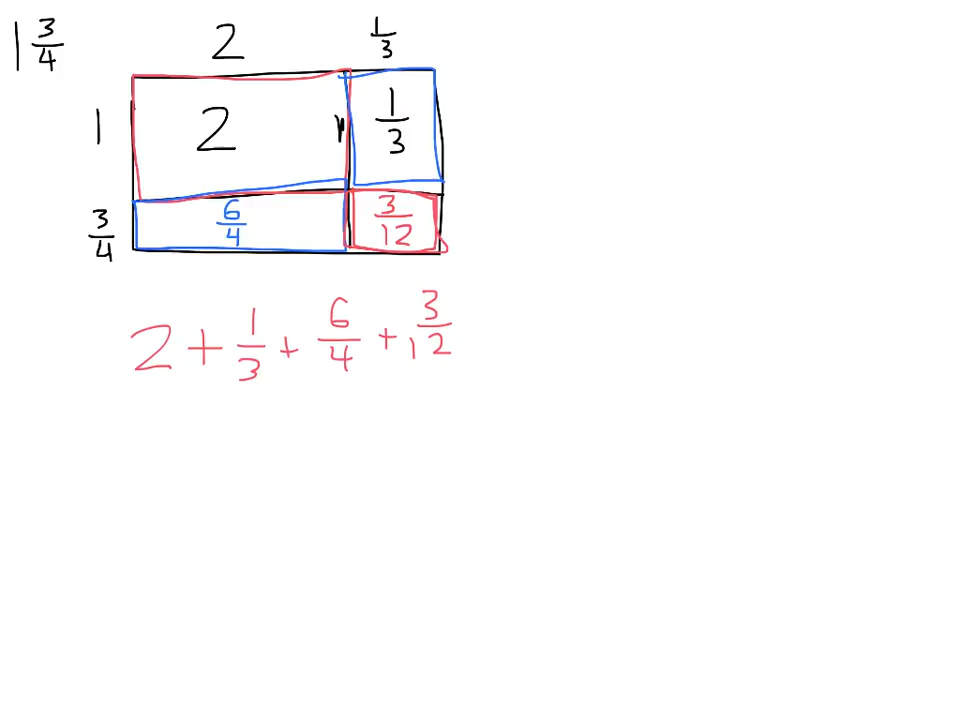 1 3/4 2 1/3
1 2 1/3
3/4 6/4 3/12
2 + 1/3 + 6/4 + 3/12